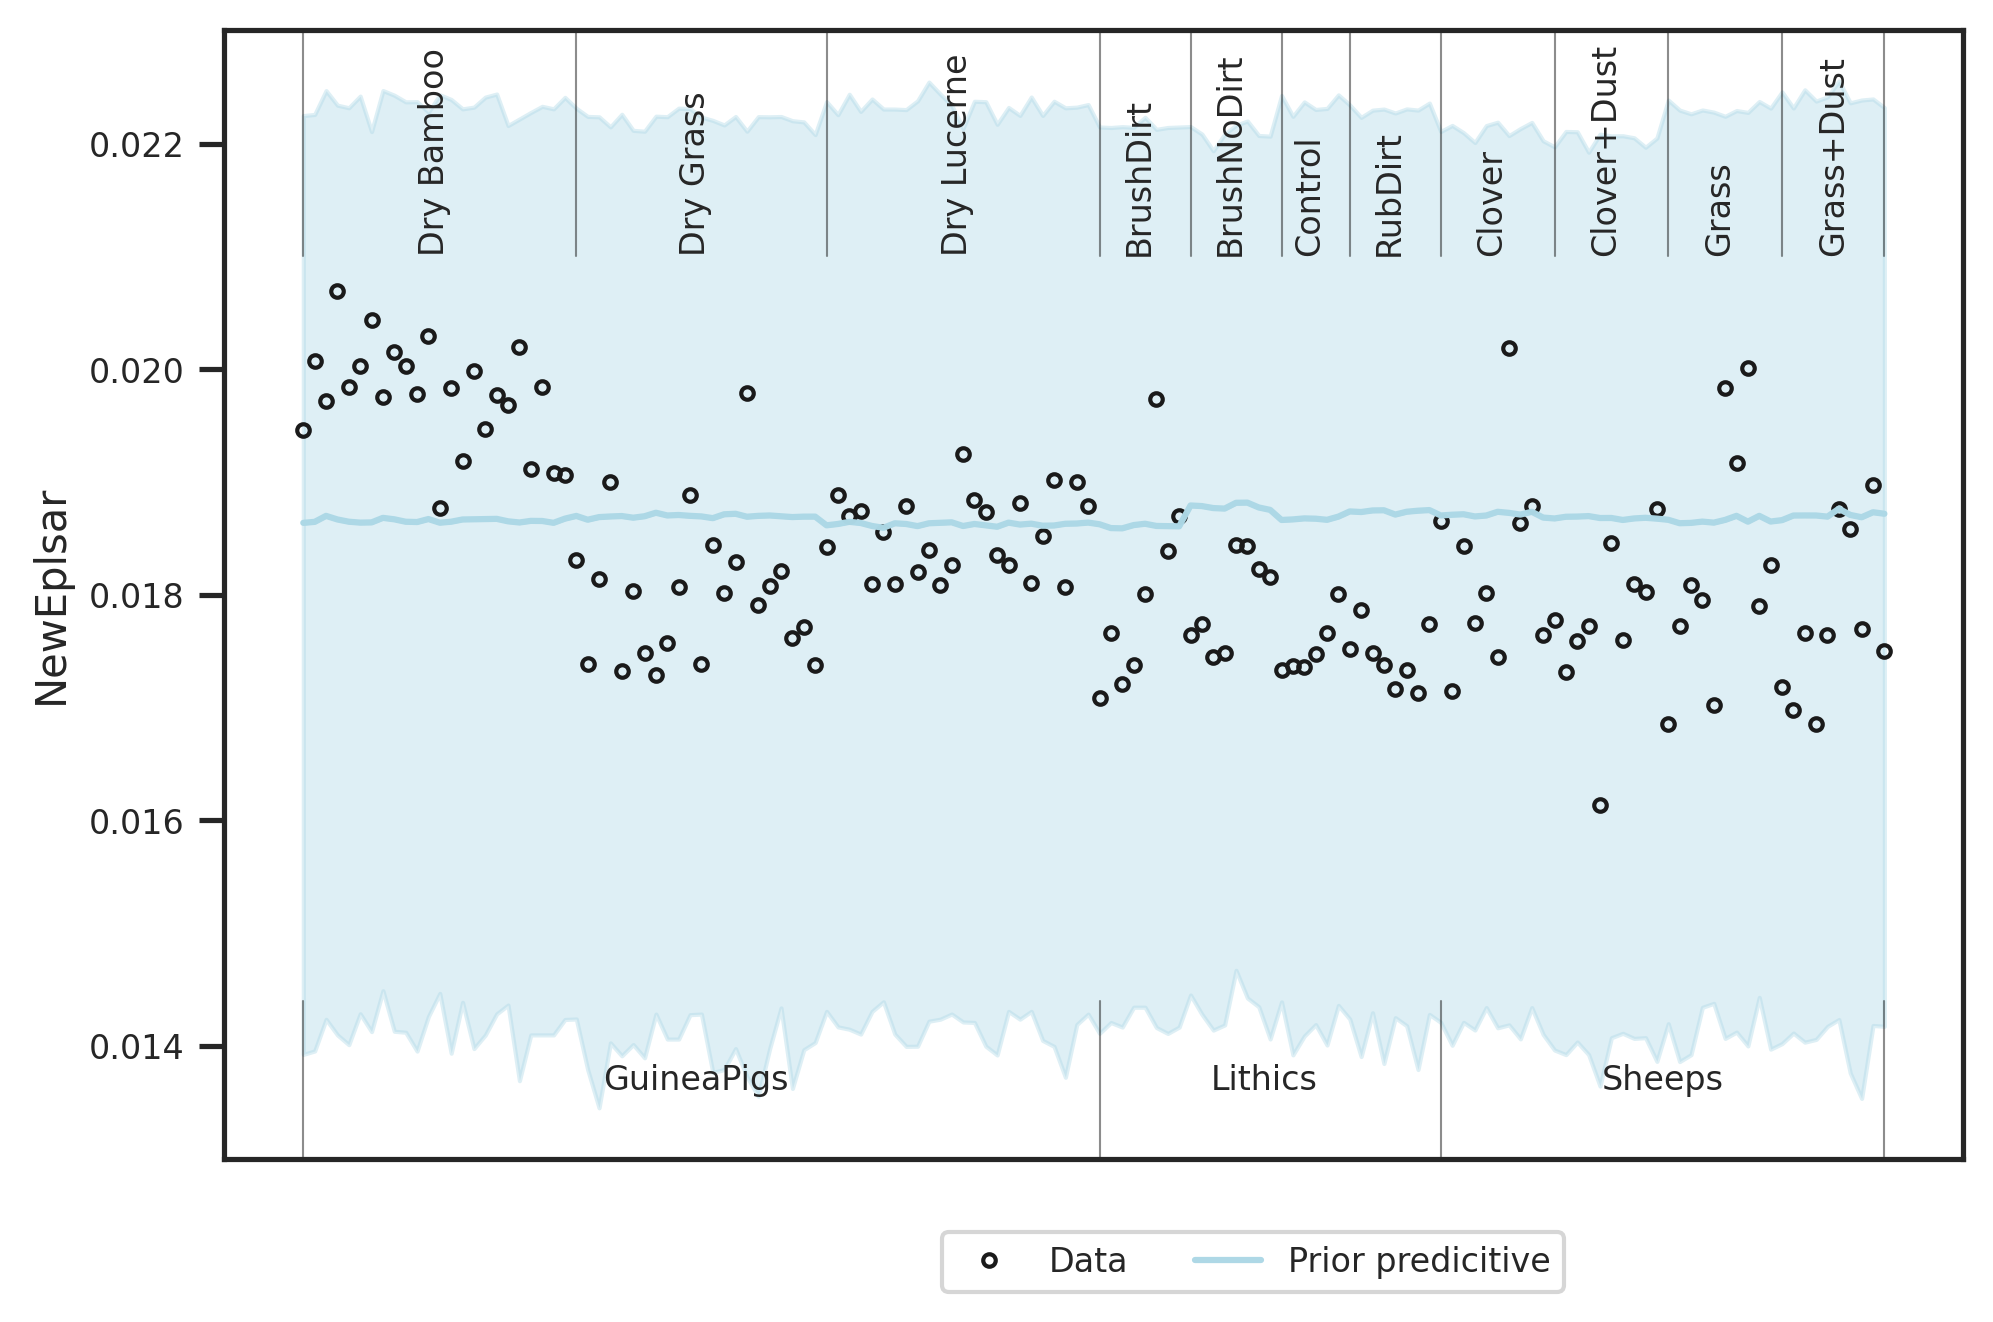 Dry Bamboo
Dry Grass
Dry Lucerne
BrushDirt
BrushNoDirt
Control
RubDirt
Clover
Clover+Dust
Grass
Grass+Dust
0.022
0.020
0.018
0.016
0.014
NewEplsar
GuineaPigs
Lithics
Sheeps
Data
Prior predicitive